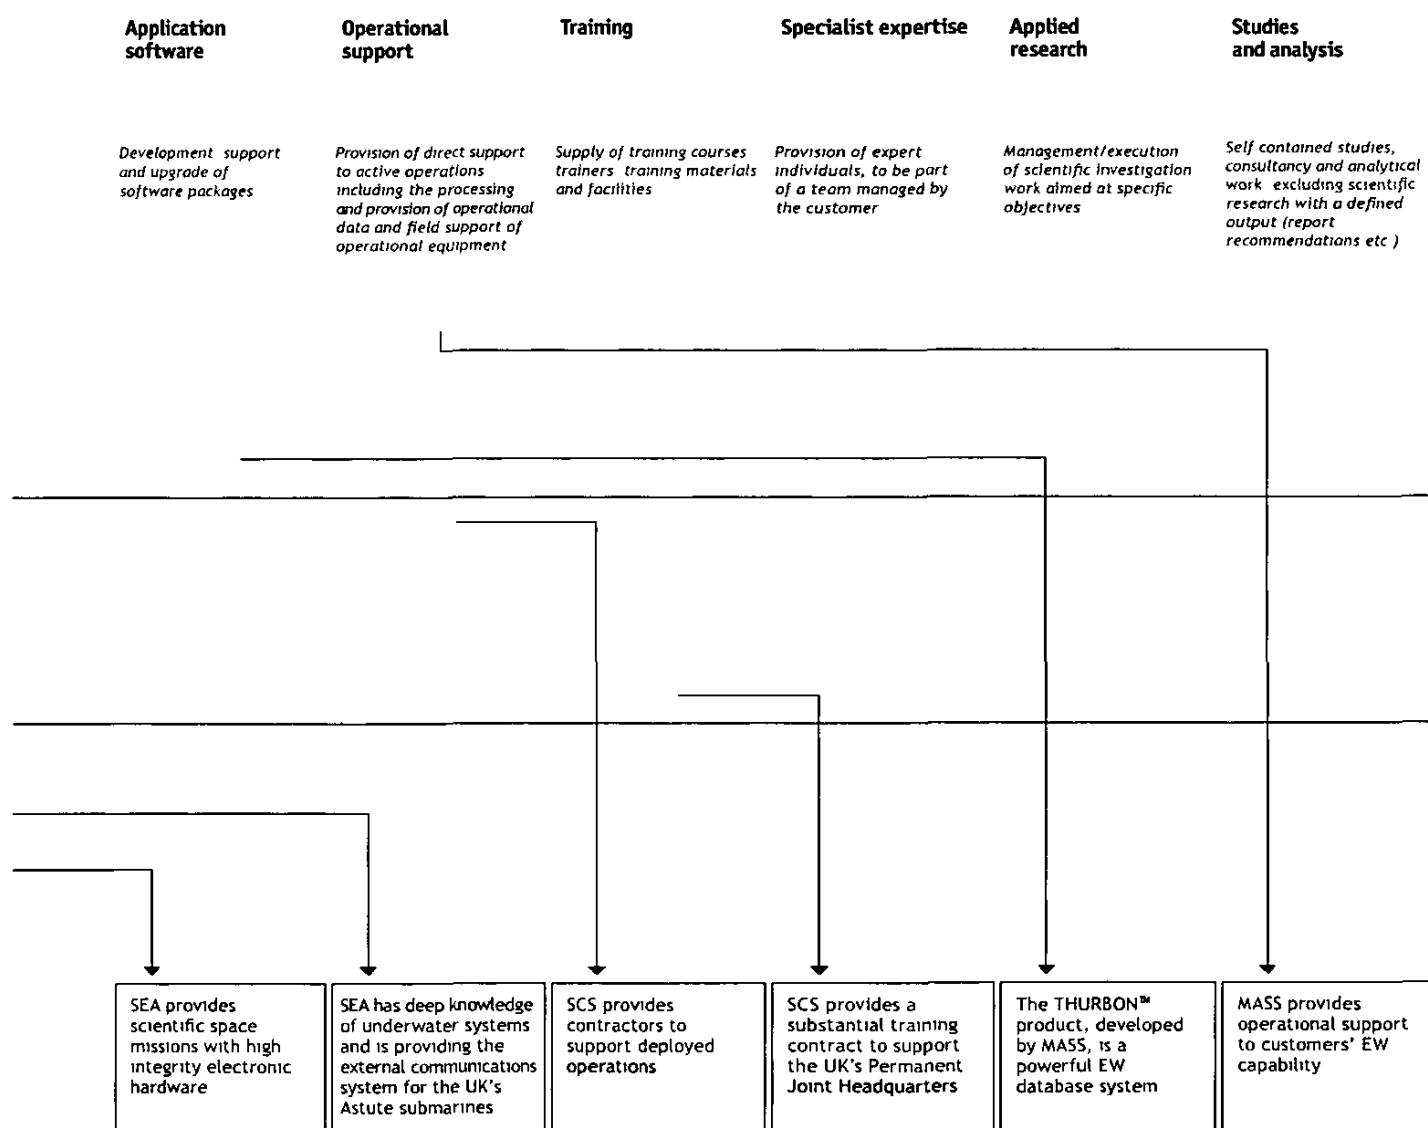 Application
software
Operational
support
Training
Specialist expertise
Applied
research
Studies
and analysis
Development support
and upgrade of
software packages
Provision of direct support
to active operations
including the processing
and provision of operational
data and field support of
operational equipment
Supply of training courses
trainers training materials
and facilities
Provision of expert
individuals, to be part
of a team managed by
the customer
Management/execution
of scientific investigation
work aimed at specific
objectives
Self contained studies,
consultancy and analytical
work excluding scientific
research with a defined
output (report
recommendations etc )
SEA provides
scientific space
missions with high
integrity electronic
hardware
SEA has deep knowledge
of underwater systems
and is providing the
external communications
system for the UK's
Astute submarines
SCS provides
contractors to
support deployed
operations
SCS provides a
substantial training
contract to support
the UK's Permanent
Joint Headquarters
The THURBON™
product, developed
by MASS, is a
powerful EW
database system
MASS provides
operational support
to customers' EW
capability